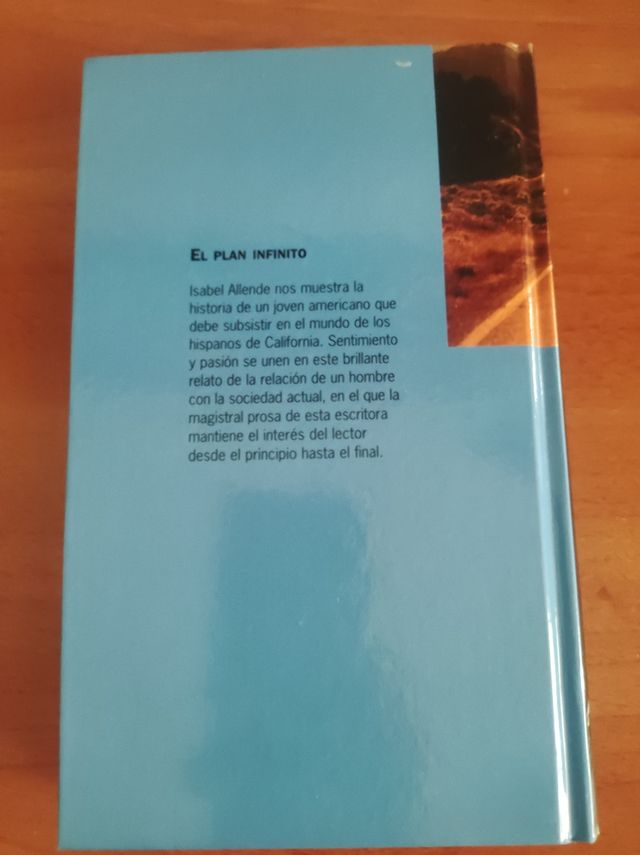 EL PLAN INFINITO
Isabel Allende nos muestra la
historia de un joven americano que
debe subsistir en el mundo de los
hispanos de California. Sentimiento
y pasión se unen en este brillante
relato de la relación de un hombre
con la sociedad actual, en el que la
magistral prosa de esta escritora
mantiene el interés del lector
desde el principio hasta el final.